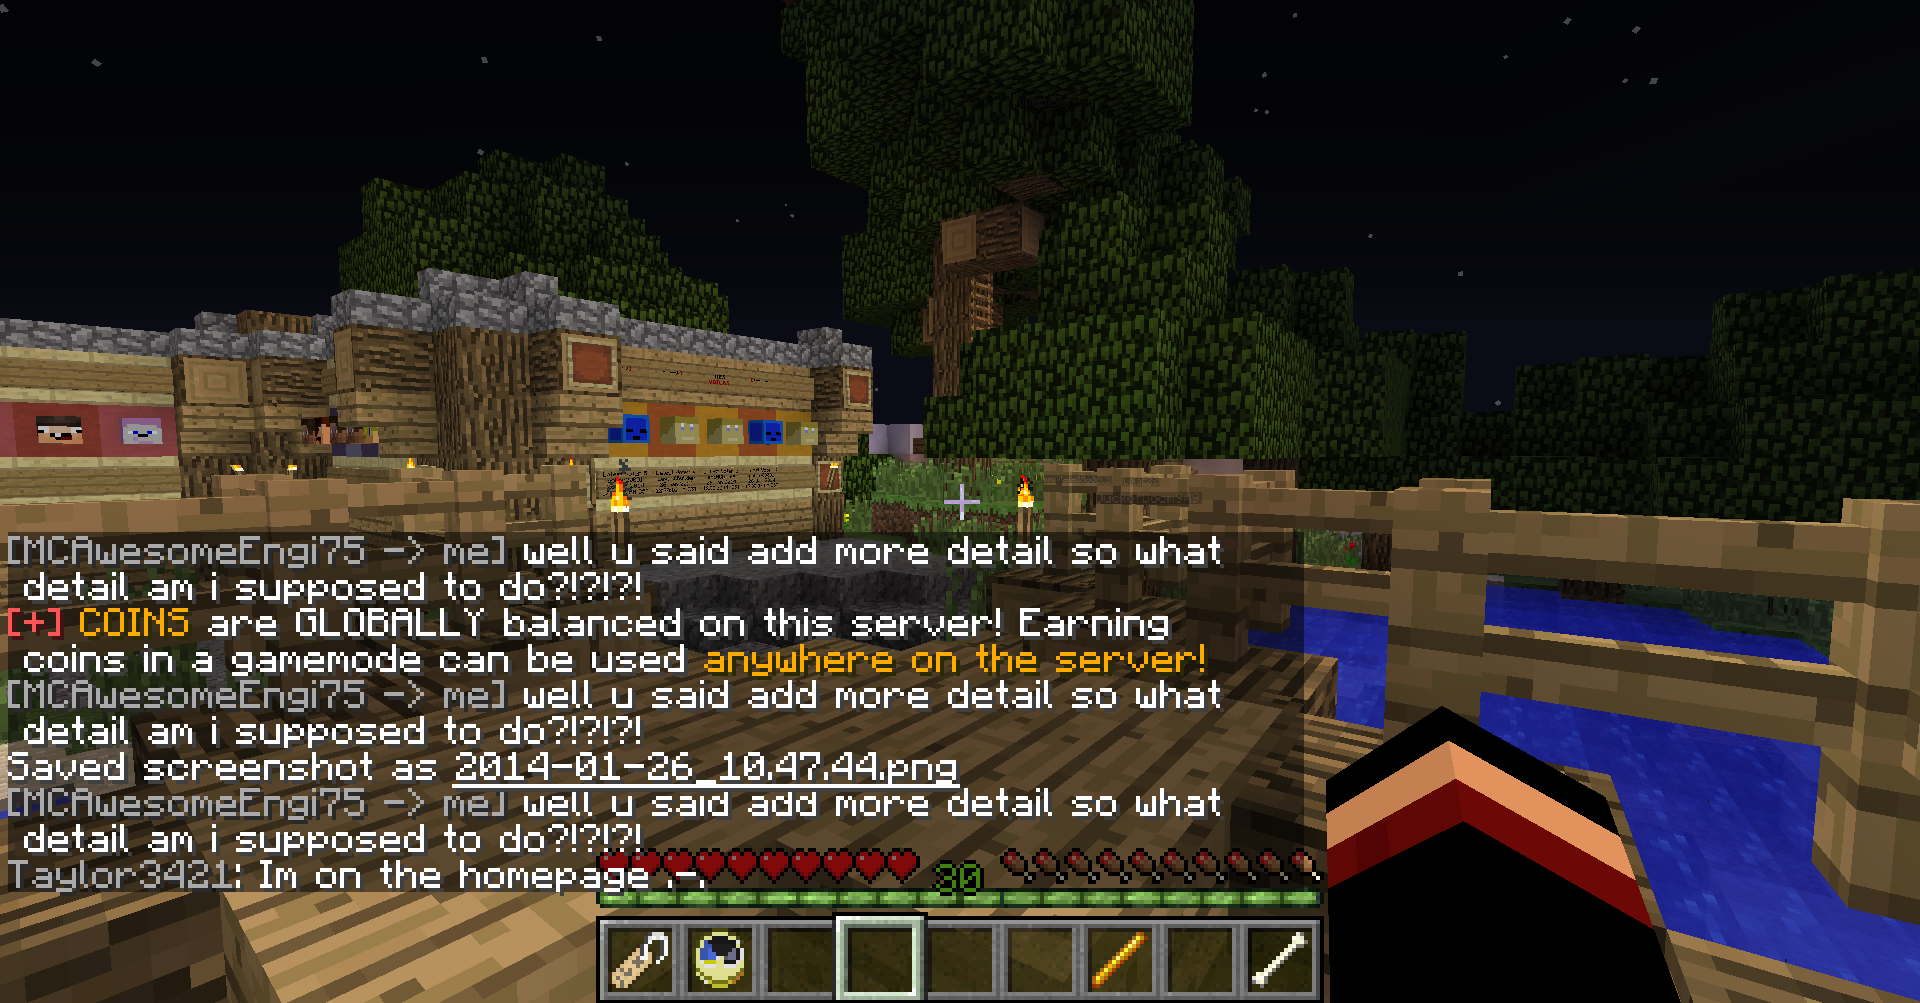 [MCAwesomeEngi75 -> me] well u said add more detail so what
detail am i supposed to do?!?!?!
[+] COINS are GLOBALLY balanced on this server! Earning
coins in a gamemode can be used anywhere on the server!
[MCAwesomeEngi75 -> me] well u said add more detail so what
detail am i supposed to do?!?!?!
Saved screenshot as 2014-01-26_10.47.44.png
[MCAwesomeEngi75 -> me] well u said add more detail so what
detail am i supposed to do?!?!?!
Taylor3421: Im on the homepage ,-,
30